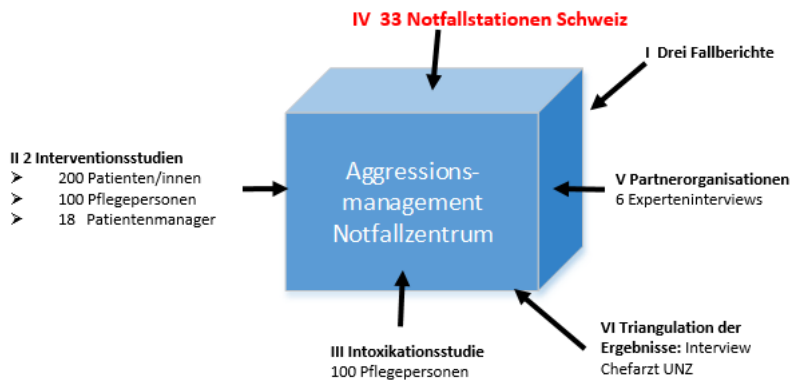 IV 33 Notfallstationen Schweiz
I Drei Fallberichte
II 2 Interventionsstudien
➢ 200 Patienten/innen
➢ 100 Pflegepersonen
➢ 18 Patientenmanager
Aggressions-
management
Notfallzentrum
V Partnerorganisationen
6 Experteninterviews
III Intoxikationsstudie
100 Pflegepersonen
VI Triangulation der
Ergebnisse: Interview
Chefarzt UNZ